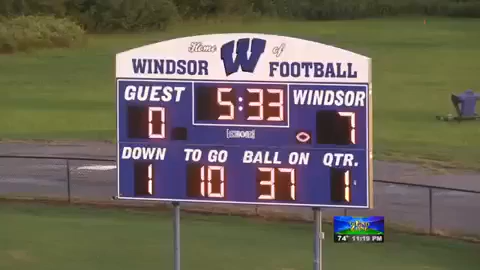 Home W of
WINDSOR FOOTBALL
GUEST 5:33 WINDSOR
0 7
DOWN TO GO BALL ON QTR.
1 10 37 1
74° 11:19 PM